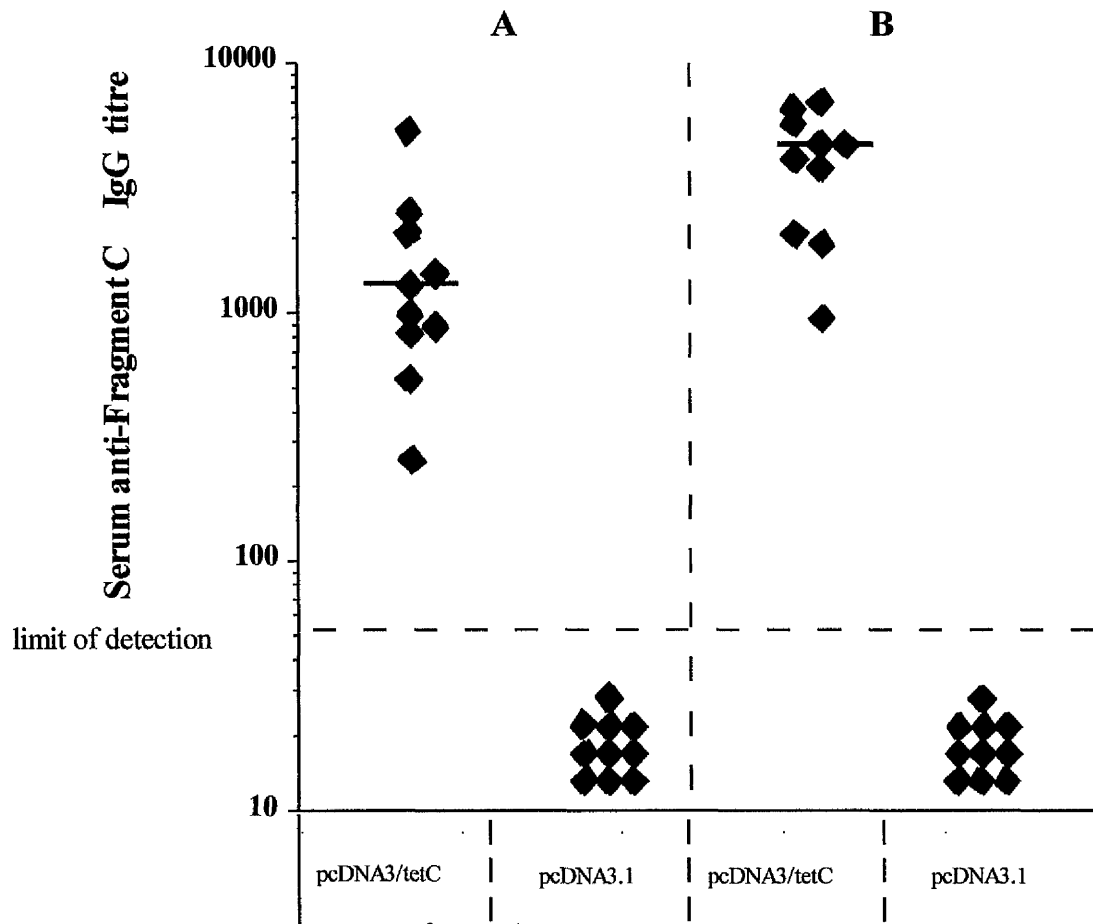 A
B
10000
1000
100
10
Serum anti-Fragment C IgG titre
limit of detection
pcDNA3/tetC
pcDNA3.1
pcDNA3/tetC
pcDNA3.1